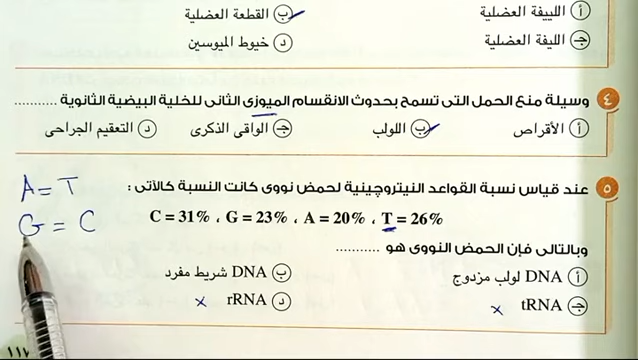 أ الليفة العضلية ب القطعة العضلية
ج الليفة العضلية د خيوط الميوسين
٤ وسيلة منع الحمل التى تسمح بحدوث الانقسام الميوزى الثانى للخلية البيضية الثانوية ............
أ الأقراص ب اللولب ج الواقى الذكرى د التعقيم الجراحى
٥ عند قياس نسبة القواعد النيتروچينية لحمض نووى كانت النسبة كالآتى :
A = T
C = 31% ، G = 23% ، A = 20% ، T = 26%
G = C
وبالتالى فإن الحمض النووى هو ............
أ DNA لولب مزدوج ب DNA شريط مفرد
ج tRNA x د rRNA x